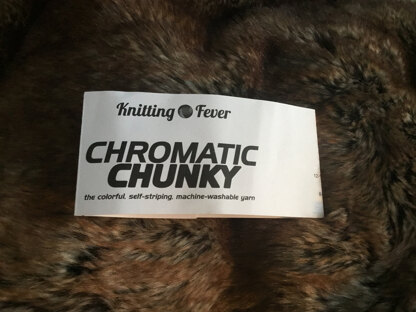 Knitting Fever
CHROMATIC
CHUNKY
the colorful, self-striping, machine-washable yarn